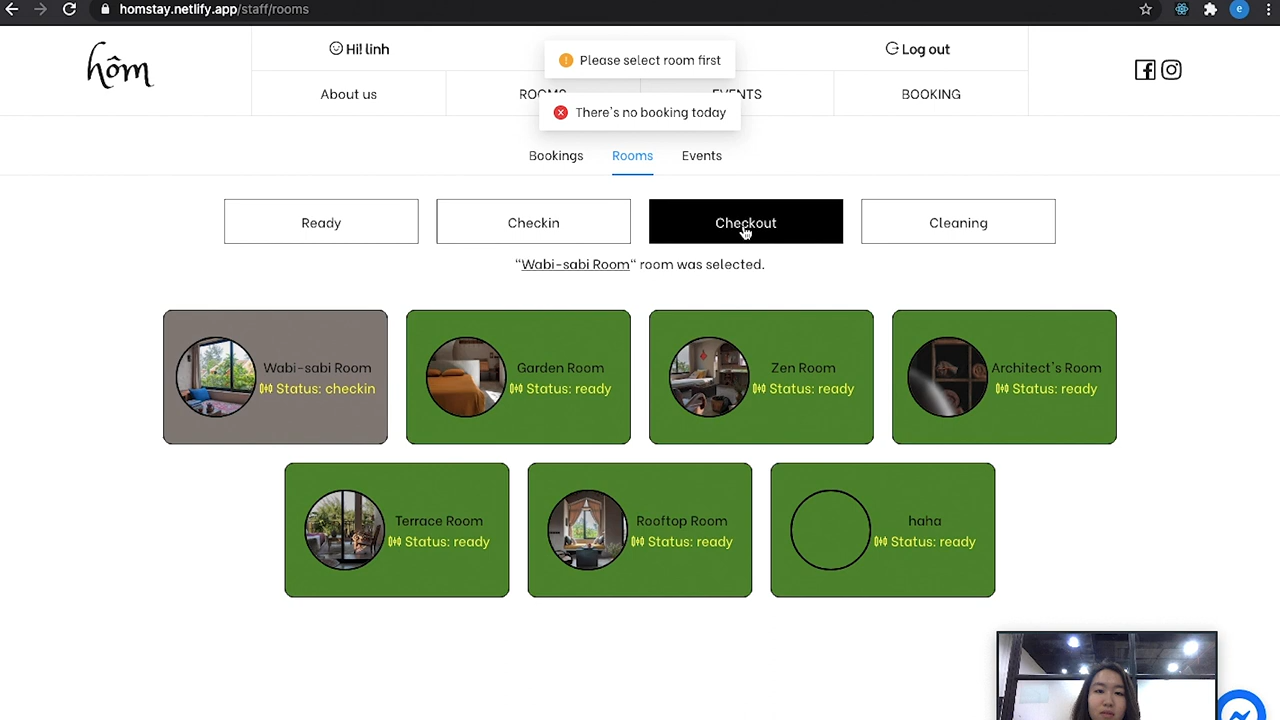 homstay.netlify.app/staff/rooms
e
hôm
Hi! linh
Please select room first
Log out
About us
ROOMS
EVENTS
BOOKING
There's no booking today
Bookings
Rooms
Events
Ready
Checkin
Checkout
Cleaning
"Wabi-sabi Room" room was selected.
Wabi-sabi Room
Status: checkin
Garden Room
Status: ready
Zen Room
Status: ready
Architect's Room
Status: ready
Terrace Room
Status: ready
Rooftop Room
Status: ready
haha
Status: ready